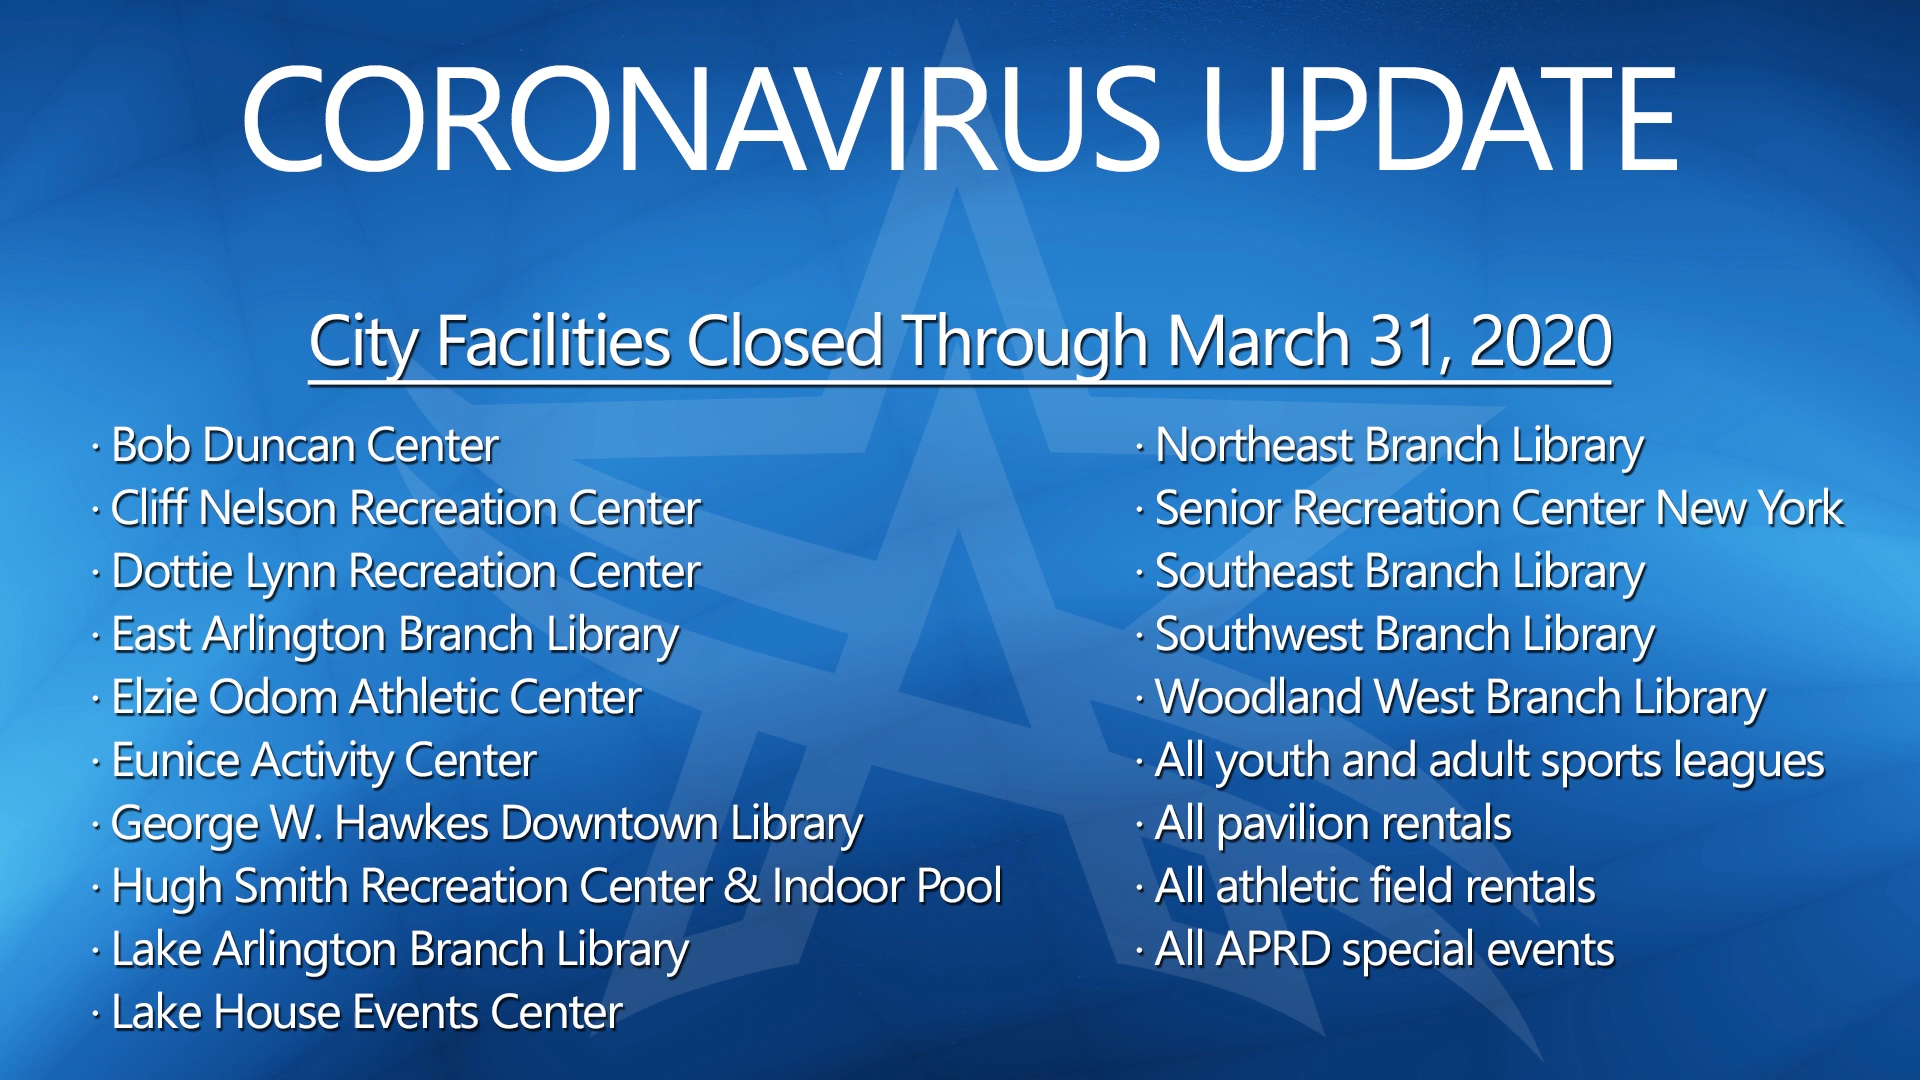 CORONAVIRUS UPDATE
City Facilities Closed Through March 31, 2020
· Bob Duncan Center
· Cliff Nelson Recreation Center
· Dottie Lynn Recreation Center
· East Arlington Branch Library
· Elzie Odom Athletic Center
· Eunice Activity Center
· George W. Hawkes Downtown Library
· Hugh Smith Recreation Center & Indoor Pool
· Lake Arlington Branch Library
· Lake House Events Center
· Northeast Branch Library
· Senior Recreation Center New York
· Southeast Branch Library
· Southwest Branch Library
· Woodland West Branch Library
· All youth and adult sports leagues
· All pavilion rentals
· All athletic field rentals
· All APRD special events